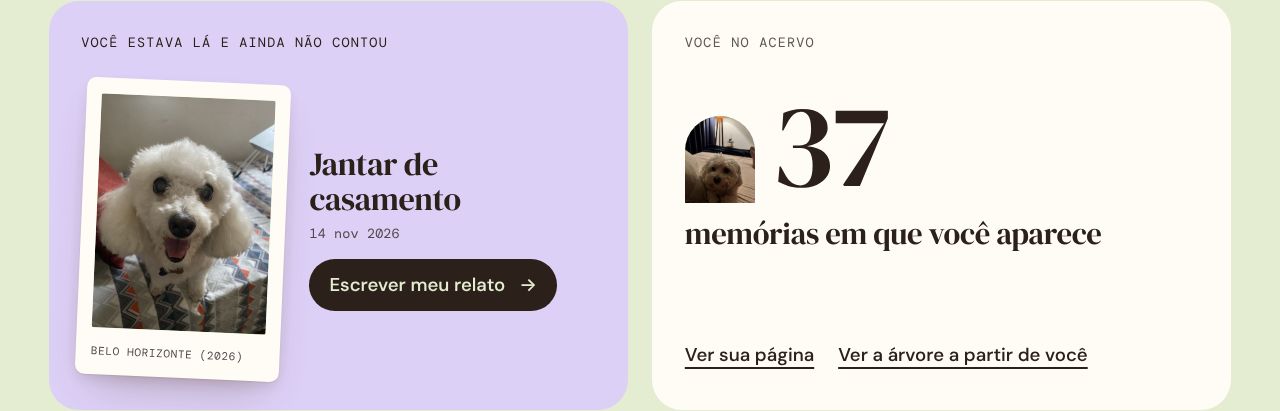 VOCÊ ESTAVA LÁ E AINDA NÃO CONTOU
BELO HORIZONTE (2026)
Jantar de
casamento
14 nov 2026
Escrever meu relato →
VOCÊ NO ACERVO
37
memórias em que você aparece
Ver sua página
Ver a árvore a partir de você